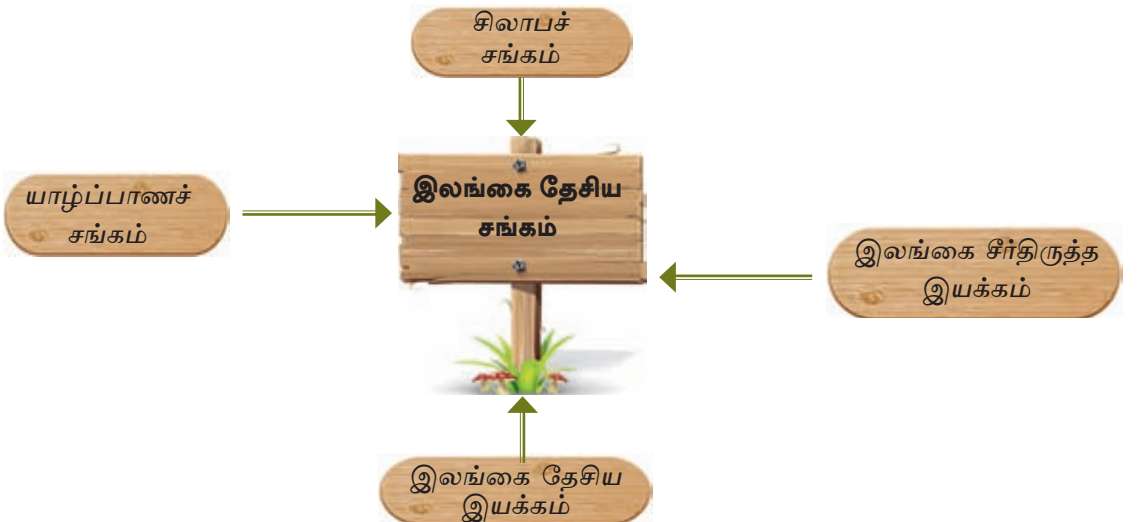 சிலாபச்
சங்கம்
யாழ்ப்பாணச்
சங்கம்
இலங்கை தேசிய
சங்கம்
இலங்கை சீர்திருத்த
இயக்கம்
இலங்கை தேசிய
இயக்கம்